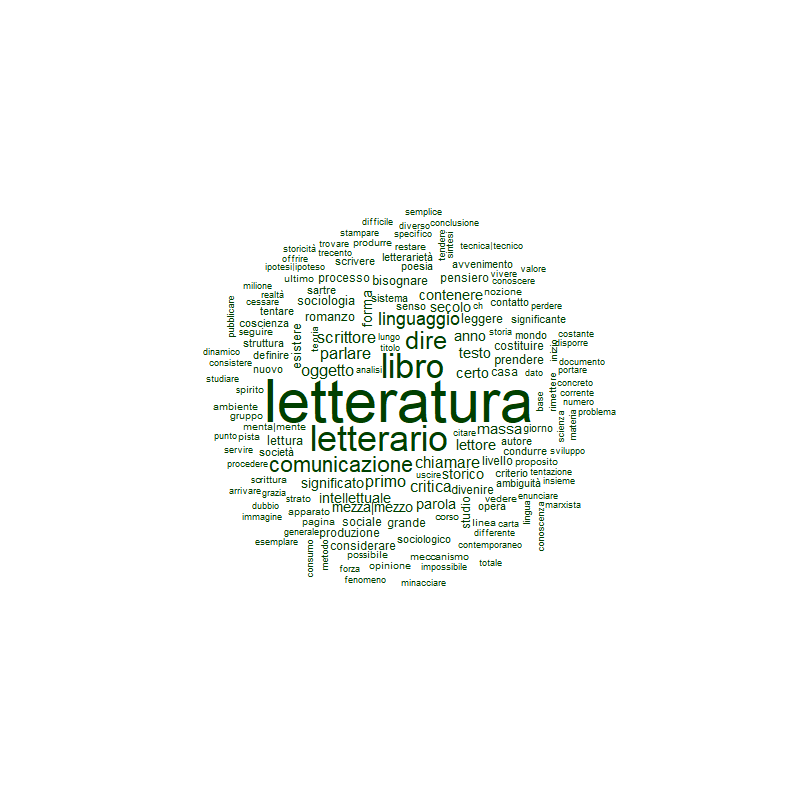 semplice
difficile
diverso
conclusione
stampare
specifico
tendere
sintesi
storicità
trovare
produrre
restare
tecnica|tecnico
offrire
trecento
letterarietà
ipotesi|ipoteso
scrivere
poesia
avvenimento
valore
milione
ultimo
processo
bisognare
pensiero
vivere
conoscere
realtà
sartre
sistema
contenere
nozione
cessare
sociologia
senso
secolo
ch
contatto
perdere
pubblicare
tentare
romanzo
forma
linguaggio
leggere
significante
coscienza
seguire
teoria
scrittore
lungo
dire
anno
storia
mondo
costante
struttura
esistere
parlare
titolo
testo
costituire
inizio
disporre
dinamico
definire
libro
prendere
documento
consistere
nuovo
oggetto
analisi
certo
casa
dato
portare
studiare
concreto
spirito
letteratura
base
rimettere
corrente
ambiente
numero
gruppo
problema
menta|mente
letterario
citare
massa
giorno
scienza
materia
punto
pista
lettura
lettore
autore
servire
società
condurre
sviluppo
procedere
comunicazione
chiamare
livello
proposito
scrittura
significato
primo
uscire
storico
criterio
tentazione
arrivare
grazia
strato
intellettuale
critica
divenire
ambiguità
insieme
dubbio
apparato
mezza|mezzo
parola
studio
vedere
opera
enunciare
marxista
immagine
pagina
sociale
grande
corso
linea
carta
lingua
conoscenza
generale
produzione
differente
esemplare
consumo
metodo
considerare
sociologico
contemporaneo
possibile
meccanismo
forza
opinione
impossibile
totale
fenomeno
minacciare